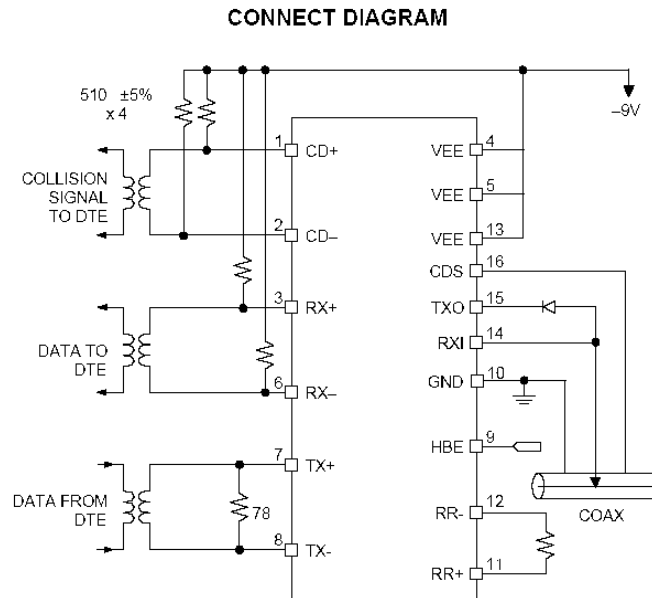 CONNECT DIAGRAM
510 ±5%
x 4
–9V
1 CD+
2 CD–
3 RX+
6 RX–
7 TX+
8 TX-
COLLISION
SIGNAL
TO DTE
DATA TO
DTE
DATA FROM
DTE
78
VEE 4
VEE 5
VEE 13
CDS 16
TXO 15
RXI 14
GND 10
HBE 9
RR- 12
RR+ 11
COAX